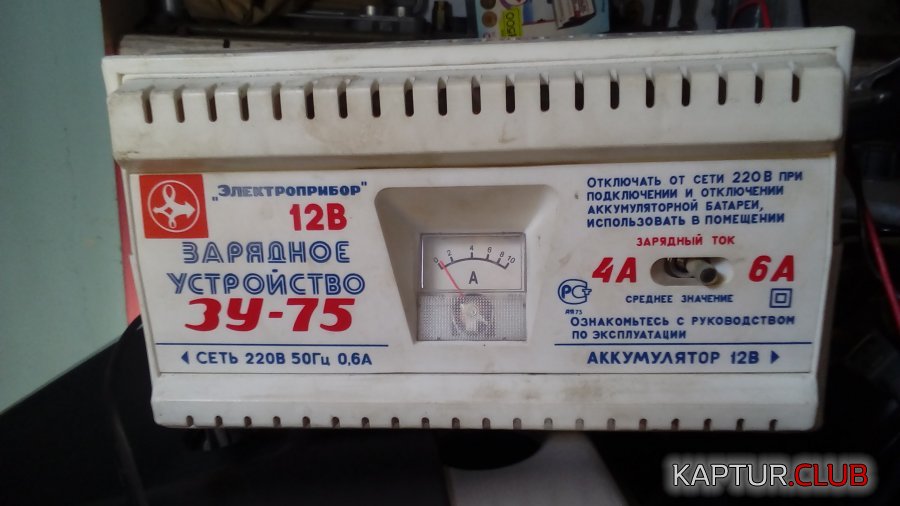 "Электроприбор"
12В
ЗАРЯДНОЕ
УСТРОЙСТВО
ЗУ-75
СЕТЬ 220В 50Гц 0,6А
0 2 4 6 8 10
А
ОТКЛЮЧАТЬ ОТ СЕТИ 220В ПРИ
ПОДКЛЮЧЕНИИ И ОТКЛЮЧЕНИИ
АККУМУЛЯТОРНОЙ БАТАРЕИ,
ИСПОЛЬЗОВАТЬ В ПОМЕЩЕНИИ
ЗАРЯДНЫЙ ТОК
4А 6А
СРЕДНЕЕ ЗНАЧЕНИЕ
ОЗНАКОМЬТЕСЬ С РУКОВОДСТВОМ
ПО ЭКСПЛУАТАЦИИ
АККУМУЛЯТОР 12В
KAPTUR.CLUB